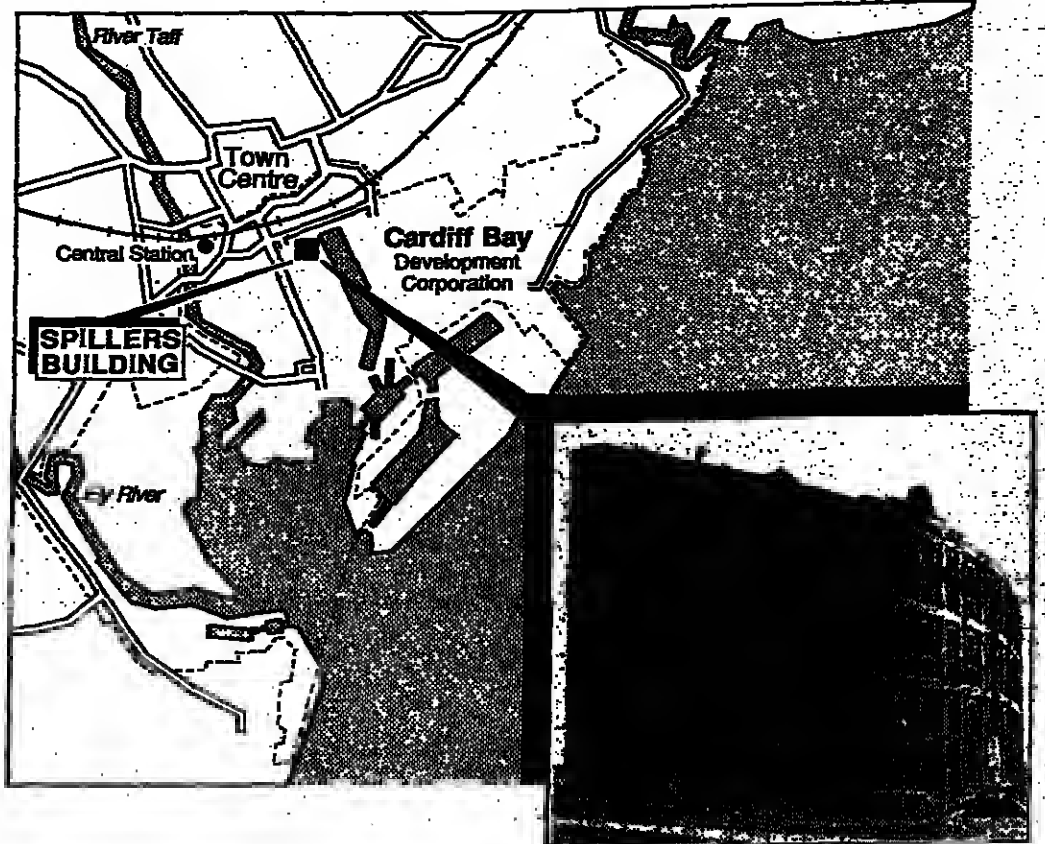 River Taff
Town
Centre
Central Station
Cardiff Bay
Development
Corporation
SPILLERS
BUILDING
River